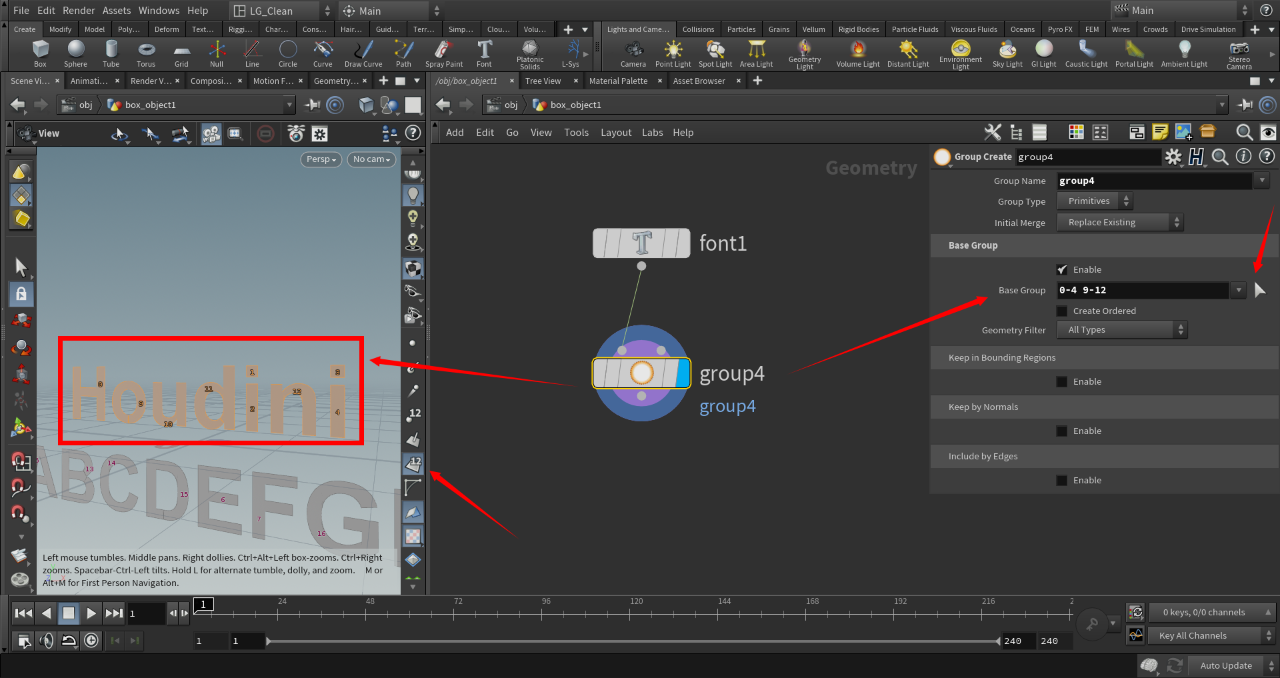 File Edit Render Assets Windows Help LG_Clean Main Main
Create Modify Model Poly... Deform Text... Riggi... Char... Cons... Hair... Guid... Terr... Simp... Clou... Volu... Lights and Came... Collisions Particles Grains Vellum Rigid Bodies Particle Fluids Viscous Fluids Oceans Pyro FX FEM Wires Crowds Drive Simulation
Box Sphere Tube Torus Grid Null Line Circle Curve Draw Curve Path Spray Paint Font Platonic Solids L-Sys Camera Point Light Spot Light Area Light Geometry Light Volume Light Distant Light Environment Light Sky Light GI Light Caustic Light Portal Light Ambient Light Stereo Camera
Scene Vi... Animati... Render V... Composi... Motion F... Geometry... /obj/box_object1 Tree View Material Palette Asset Browser
obj box_object1 obj box_object1
View Add Edit Go View Tools Layout Labs Help
Persp No cam
Geometry
Group Create group4
Group Name group4
Group Type Primitives
Initial Merge Replace Existing
Base Group
Enable
Base Group 0-4 9-12
Create Ordered
Geometry Filter All Types
Keep in Bounding Regions
Enable
Keep by Normals
Enable
Include by Edges
Enable
font1
group4
group4
Houdini
ABCDEFG
12
12
Left mouse tumbles. Middle pans. Right dollies. Ctrl+Alt+Left box-zooms. Ctrl+Right
zooms. Spacebar-Ctrl-Left tilts. Hold L for alternate tumble, dolly, and zoom. M or
Alt+M for First Person Navigation.
1 1 24 48 72 96 120 144 168 192 216 2
0 keys, 0/0 channels
1 1 240 240 Key All Channels
Auto Update